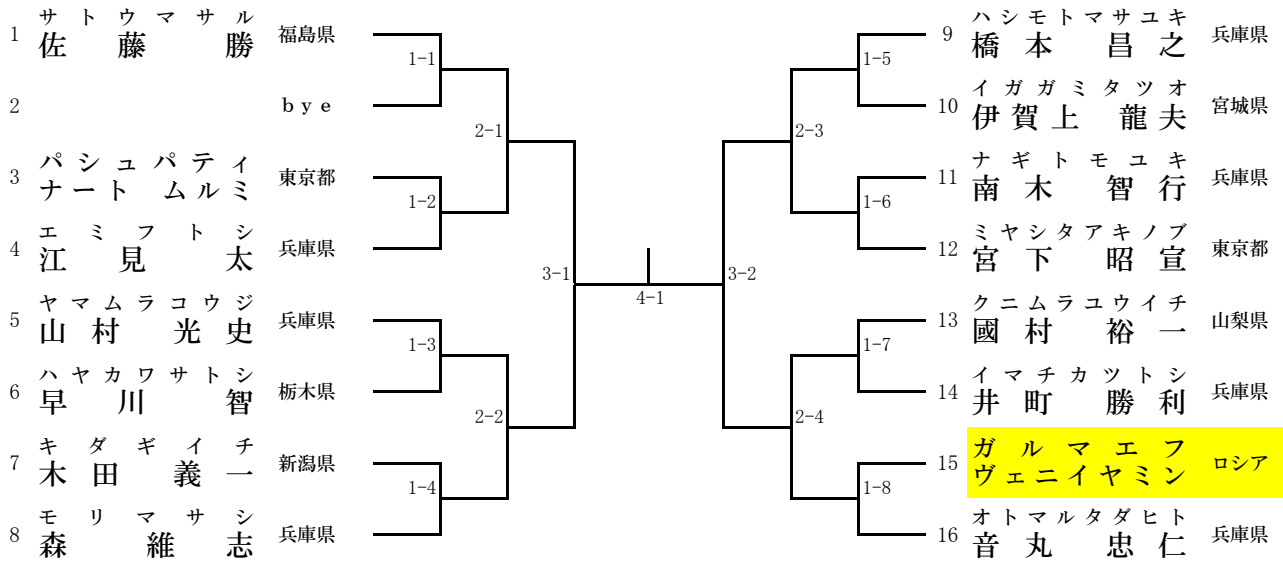 サトウマサル
1 佐藤勝 福島県
2 bye
パシュパティ
3 ナート ムルミ 東京都
エミフトシ
4 江見太 兵庫県
ヤマムラコウジ
5 山村光史 兵庫県
ハヤカワサトシ
6 早川智 栃木県
キダギイチ
7 木田義一 新潟県
モリマサシ
8 森維志 兵庫県
1-1
1-2
1-3
1-4
2-1
2-2
3-1
4-1
3-2
2-3
2-4
1-5
1-6
1-7
1-8
ハシモトマサユキ
9 橋本昌之 兵庫県
イガガミタツオ
10 伊賀上龍夫 宮城県
ナギトモユキ
11 南木智行 兵庫県
ミヤシタアキノブ
12 宮下昭宣 東京都
クニムラユウイチ
13 國村裕一 山梨県
イマチカツトシ
14 井町勝利 兵庫県
ガルマエフ
15 ヴェニイヤミン ロシア
オトマルタダヒト
16 音丸忠仁 兵庫県